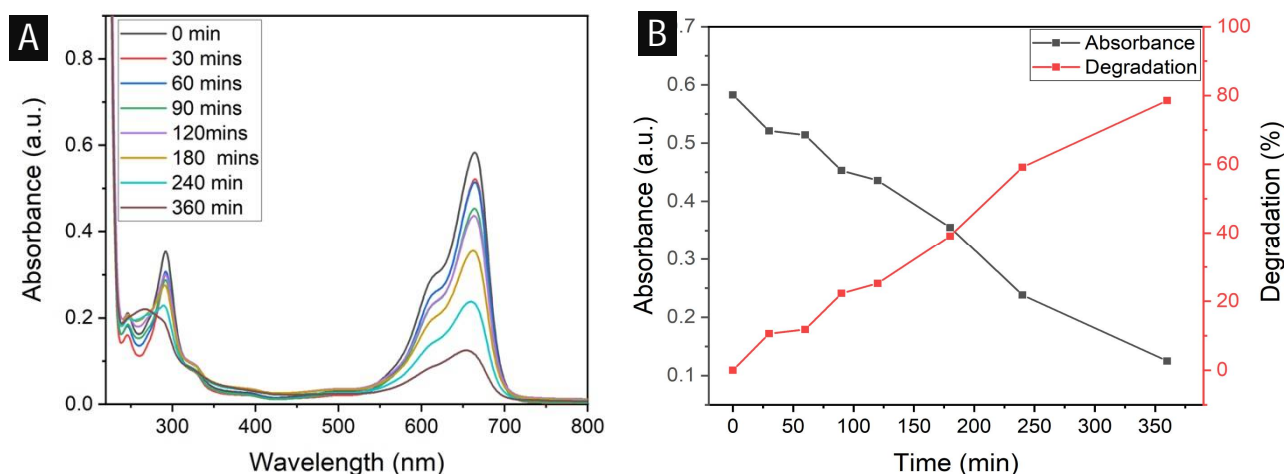 A
0.8
0.6
0.4
0.2
0.0
Absorbance (a.u.)
0 min
30 mins
60 mins
90 mins
120mins
180  mins
240 min
360 min
300 400 500 600 700 800
Wavelength (nm)
B
0.7
0.6
0.5
0.4
0.3
0.2
0.1
Absorbance (a.u.)
Absorbance
Degradation
100
80
60
40
20
0
Degradation (%)
0 50 100 150 200 250 300 350
Time (min)